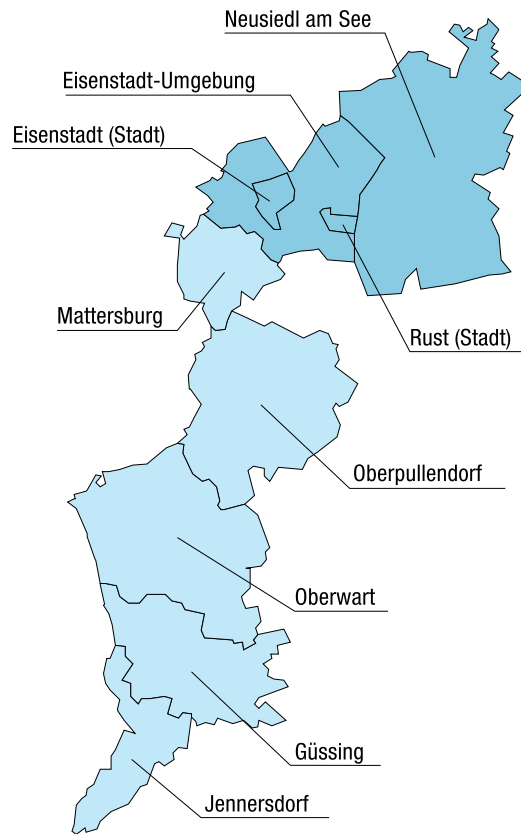 Neusiedl am See
Eisenstadt-Umgebung
Eisenstadt (Stadt)
Mattersburg
Rust (Stadt)
Oberpullendorf
Oberwart
Güssing
Jennersdorf